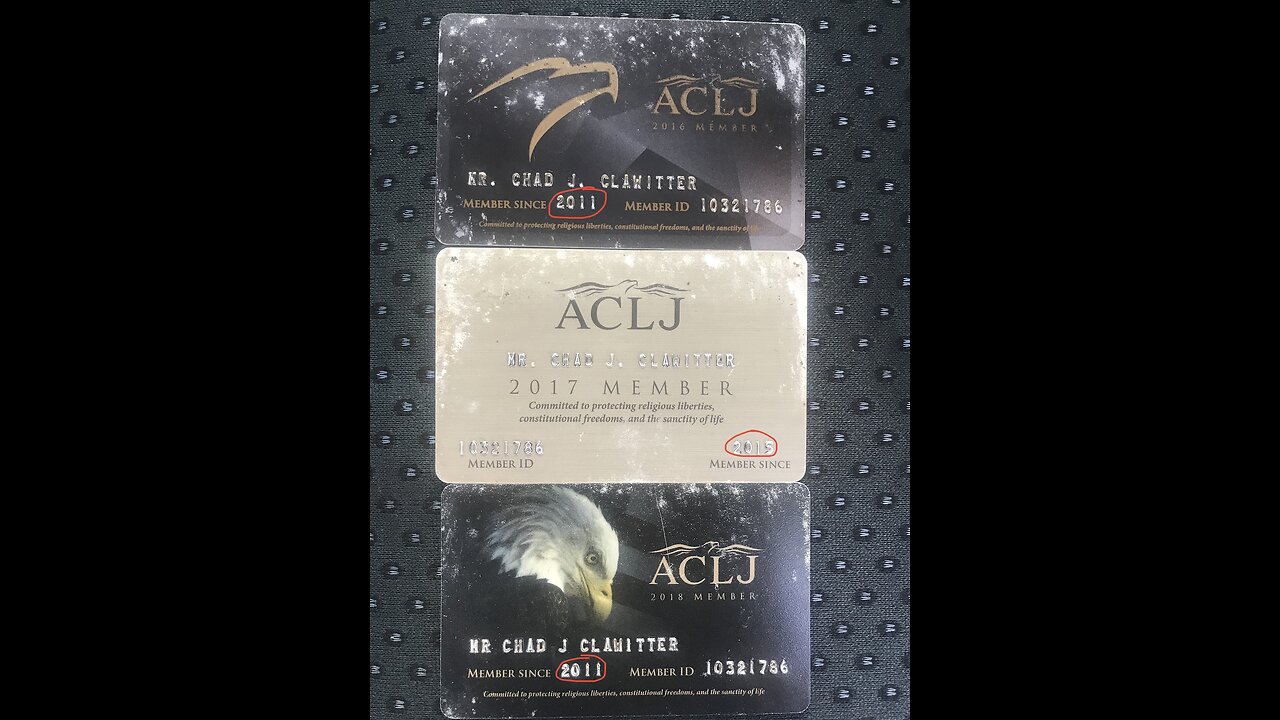 ACLJ
2016 MEMBER
MR. CHAD J. CLAWITTER
MEMBER SINCE 2011 MEMBER ID 10321786
Committed to protecting religious liberties, constitutional freedoms, and the sanctity of life
ACLJ
MR. CHAD J. CLAWITTER
2017 MEMBER
Committed to protecting religious liberties,
constitutional freedoms, and the sanctity of life
10321786 2015
MEMBER ID MEMBER SINCE
ACLJ
2018 MEMBER
MR CHAD J CLAWITTER
MEMBER SINCE 2011 MEMBER ID 10321786
Committed to protecting religious liberties, constitutional freedoms, and the sanctity of life